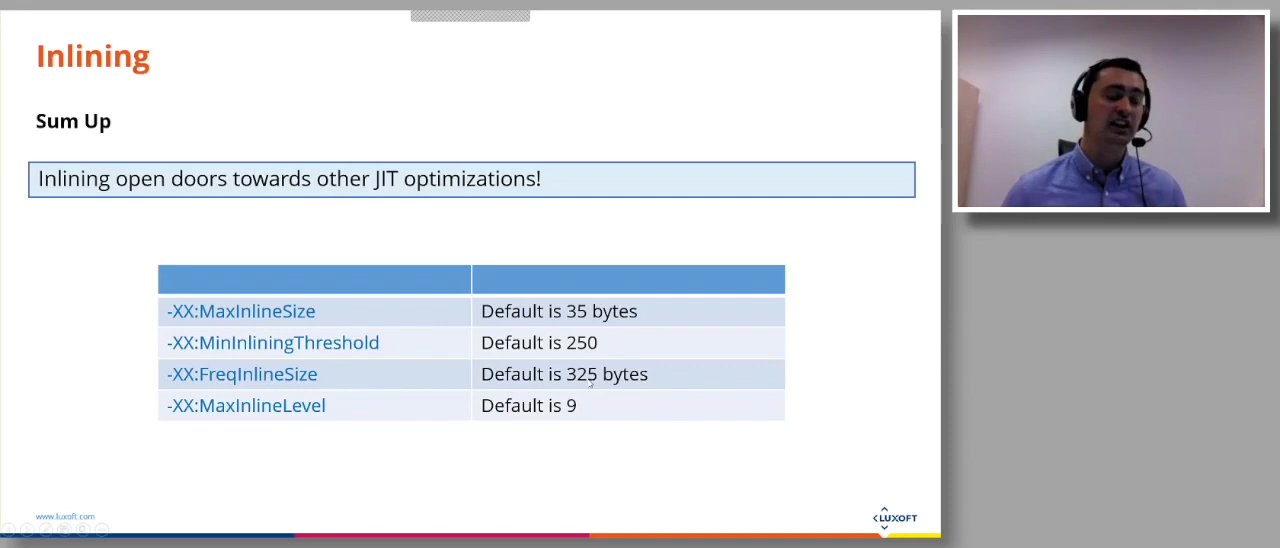 Inlining
Sum Up
Inlining open doors towards other JIT optimizations!
-XX:MaxInlineSize Default is 35 bytes
-XX:MinInliningThreshold Default is 250
-XX:FreqInlineSize Default is 325 bytes
-XX:MaxInlineLevel Default is 9
www.luxoft.com
LUXOFT